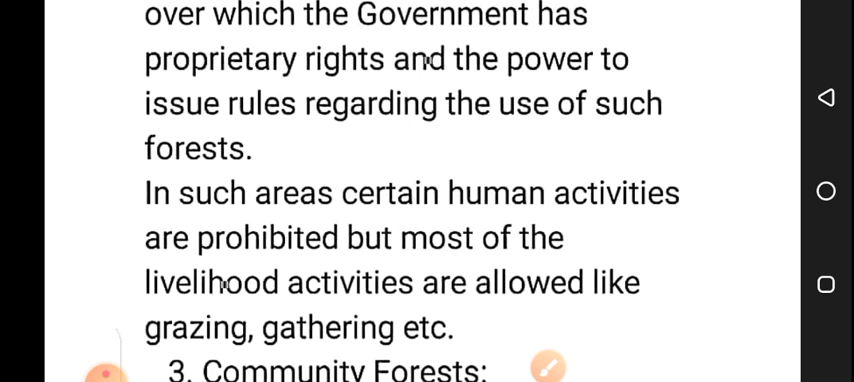 over which the Government has
proprietary rights and the power to
issue rules regarding the use of such
forests.
In such areas certain human activities
are prohibited but most of the
livelihood activities are allowed like
grazing, gathering etc.
3. Community Forests: